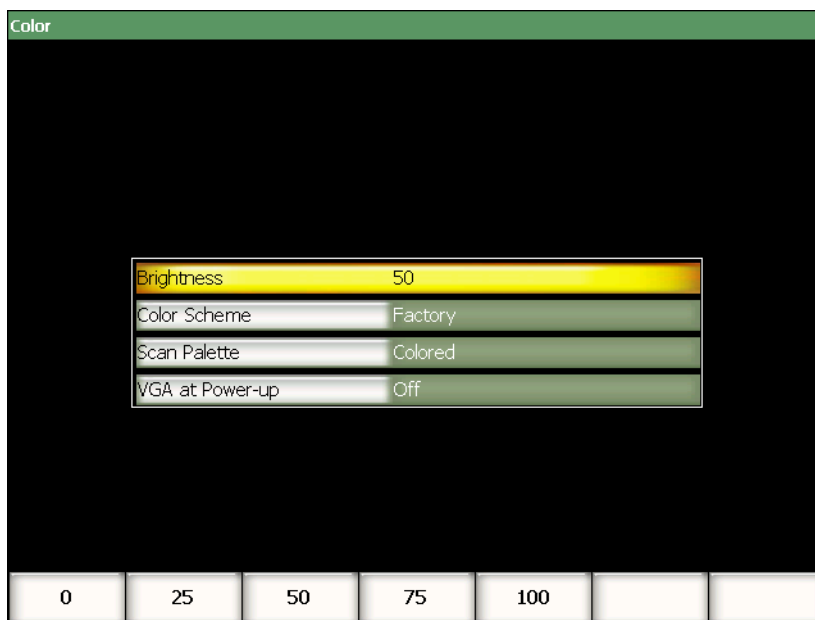 Color
Brightness 50
Color Scheme Factory
Scan Palette Colored
VGA at Power-up Off
0 25 50 75 100